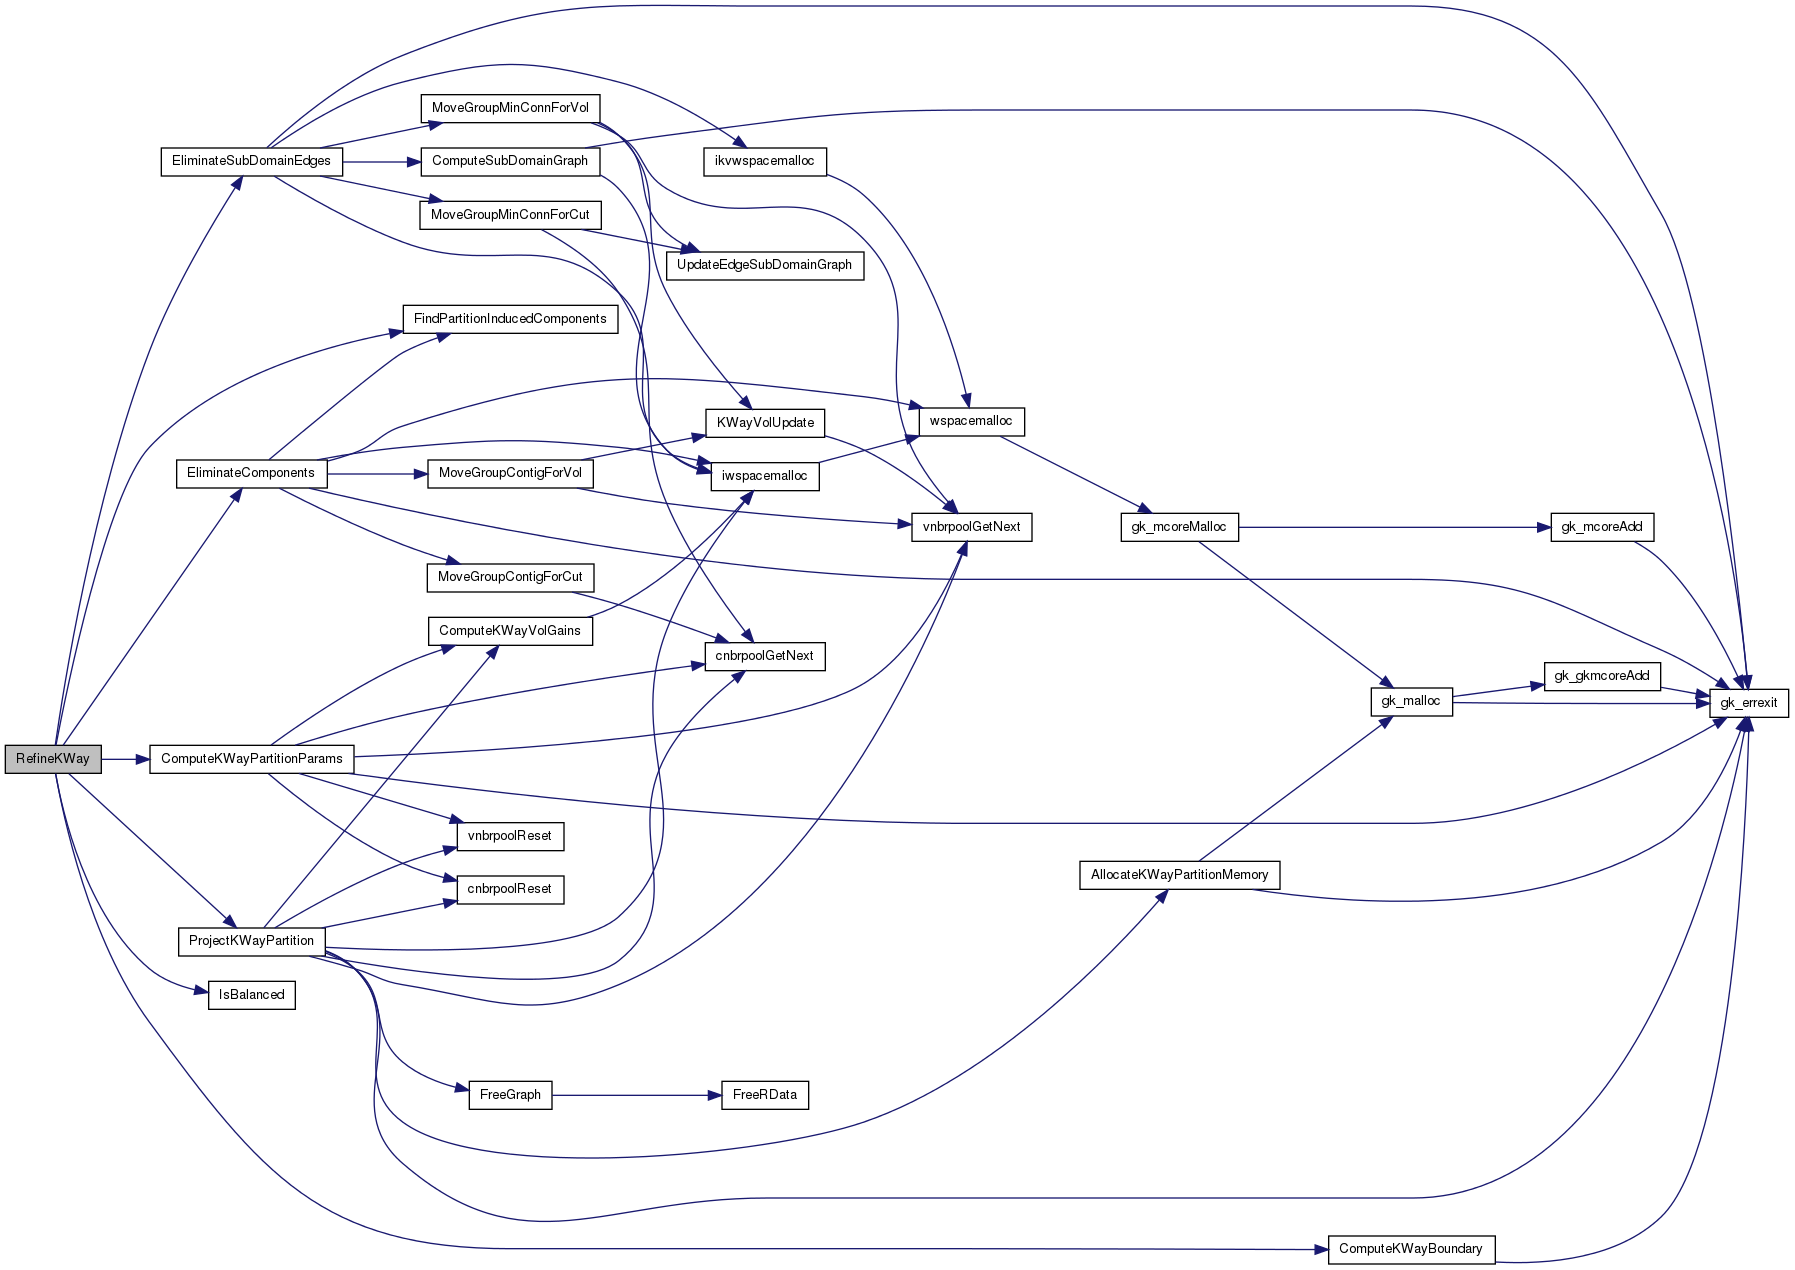 RefineKWay
EliminateSubDomainEdges
EliminateComponents
ComputeKWayPartitionParams
ProjectKWayPartition
IsBalanced
MoveGroupMinConnForVol
ComputeSubDomainGraph
MoveGroupMinConnForCut
FindPartitionInducedComponents
MoveGroupContigForVol
MoveGroupContigForCut
ComputeKWayVolGains
vnbrpoolReset
cnbrpoolReset
FreeGraph
ikvwspacemalloc
UpdateEdgeSubDomainGraph
KWayVolUpdate
iwspacemalloc
cnbrpoolGetNext
FreeRData
wspacemalloc
vnbrpoolGetNext
gk_mcoreMalloc
AllocateKWayPartitionMemory
gk_malloc
ComputeKWayBoundary
gk_mcoreAdd
gk_gkmcoreAdd
gk_errexit